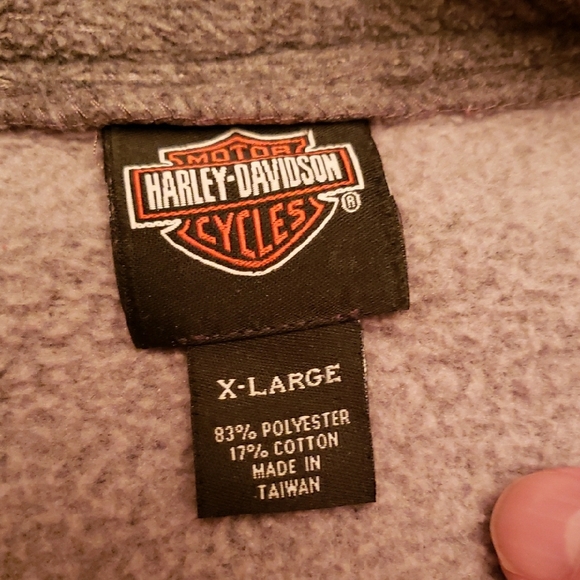 MOTOR
HARLEY-DAVIDSON
®
CYCLES
X-LARGE
83% POLYESTER
17% COTTON
MADE IN
TAIWAN